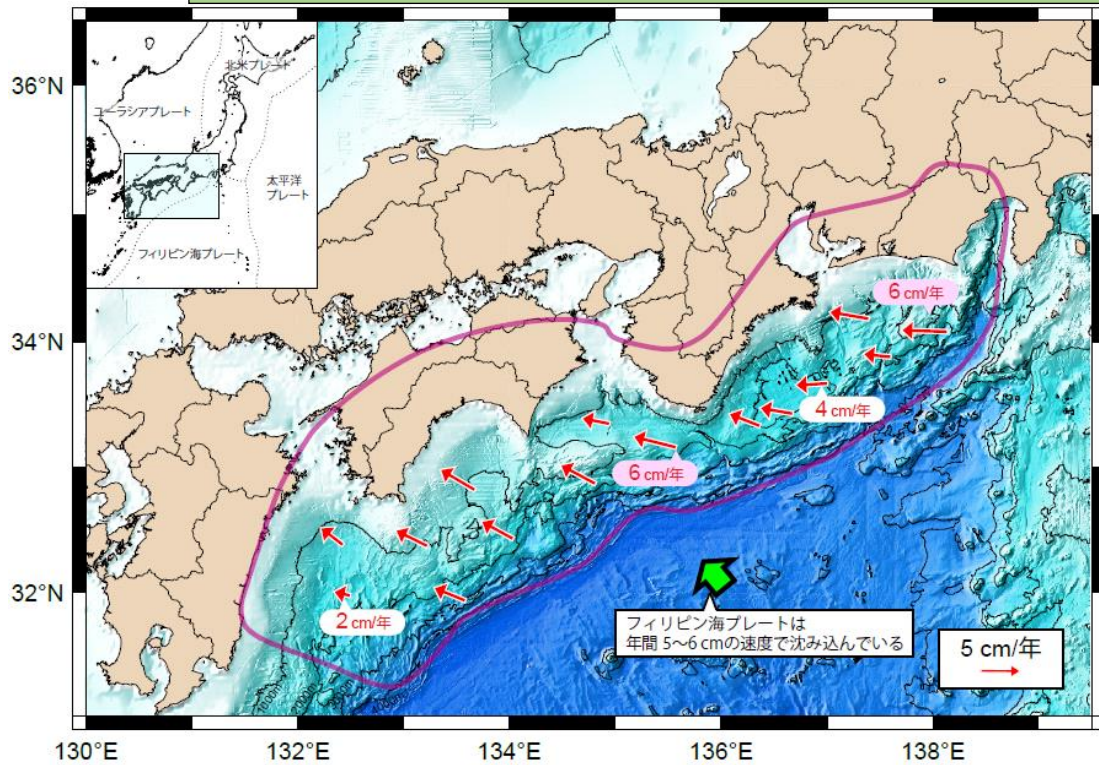 36°N
34°N
32°N
130°E
132°E
134°E
136°E
138°E
北米プレート
ユーラシアプレート
太平洋
プレート
フィリピン海プレート
6 cm/年
4 cm/年
6 cm/年
2 cm/年
フィリピン海プレートは
年間 5～6 cmの速度で沈み込んでいる
5 cm/年